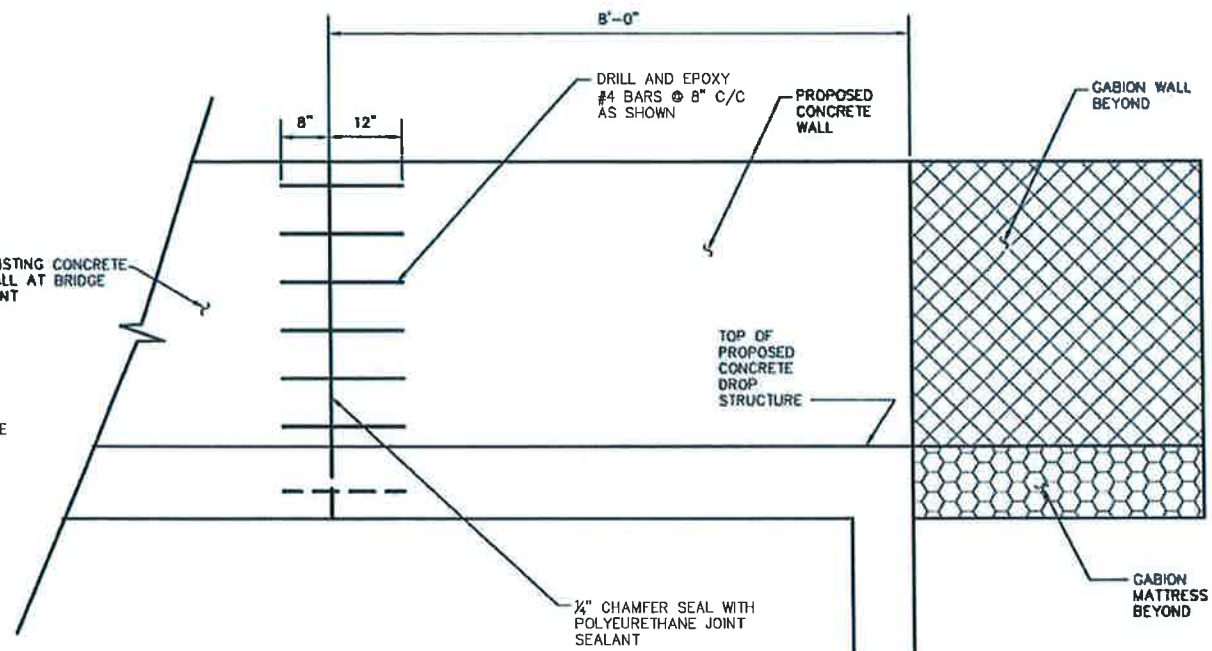 8'-0"
DRILL AND EPOXY
#4 BARS @ 8" C/C
AS SHOWN
PROPOSED
CONCRETE
WALL
GABION WALL
BEYOND
8"
12"
ISTING CONCRETE
ALL AT BRIDGE
NT
TOP OF
PROPOSED
CONCRETE
DROP
STRUCTURE
E
¼" CHAMFER SEAL WITH
POLYEURETHANE JOINT
SEALANT
GABION
MATTRESS
BEYOND